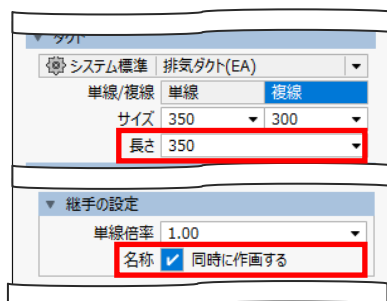 ▼ ダクト
システム標準 排気ダクト(EA)
単線/複線 単線 複線
サイズ 350 300
長さ 350
▼ 継手の設定
単線倍率 1.00
名称 同時に作画する